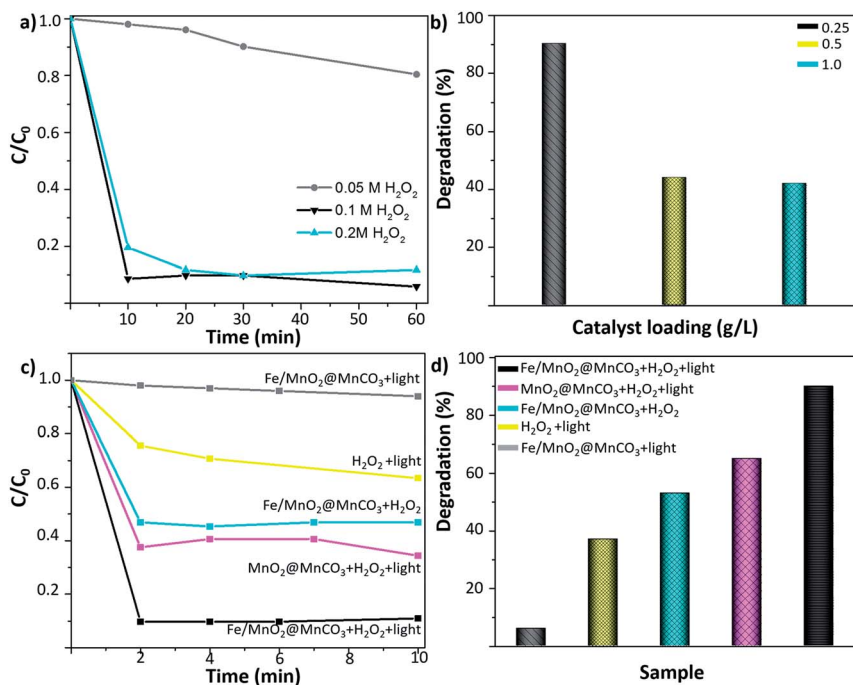 a)
1.0
0.8
0.6
0.4
0.2
C/C₀
0.05 M H₂O₂
0.1 M H₂O₂
0.2M H₂O₂
10 20 30 40 50 60
Time (min)
b)
100
80
60
40
20
Degradation (%)
0.25
0.5
1.0
Catalyst loading (g/L)
c)
1.0
0.8
0.6
0.4
0.2
C/C₀
Fe/MnO₂@MnCO₃+light
H₂O₂ +light
Fe/MnO₂@MnCO₃+H₂O₂
MnO₂@MnCO₃+H₂O₂+light
Fe/MnO₂@MnCO₃+H₂O₂+light
2 4 6 8 10
Time (min)
d)
100
80
60
40
20
Degradation (%)
Fe/MnO₂@MnCO₃+H₂O₂+light
MnO₂@MnCO₃+H₂O₂+light
Fe/MnO₂@MnCO₃+H₂O₂
H₂O₂ +light
Fe/MnO₂@MnCO₃+light
Sample